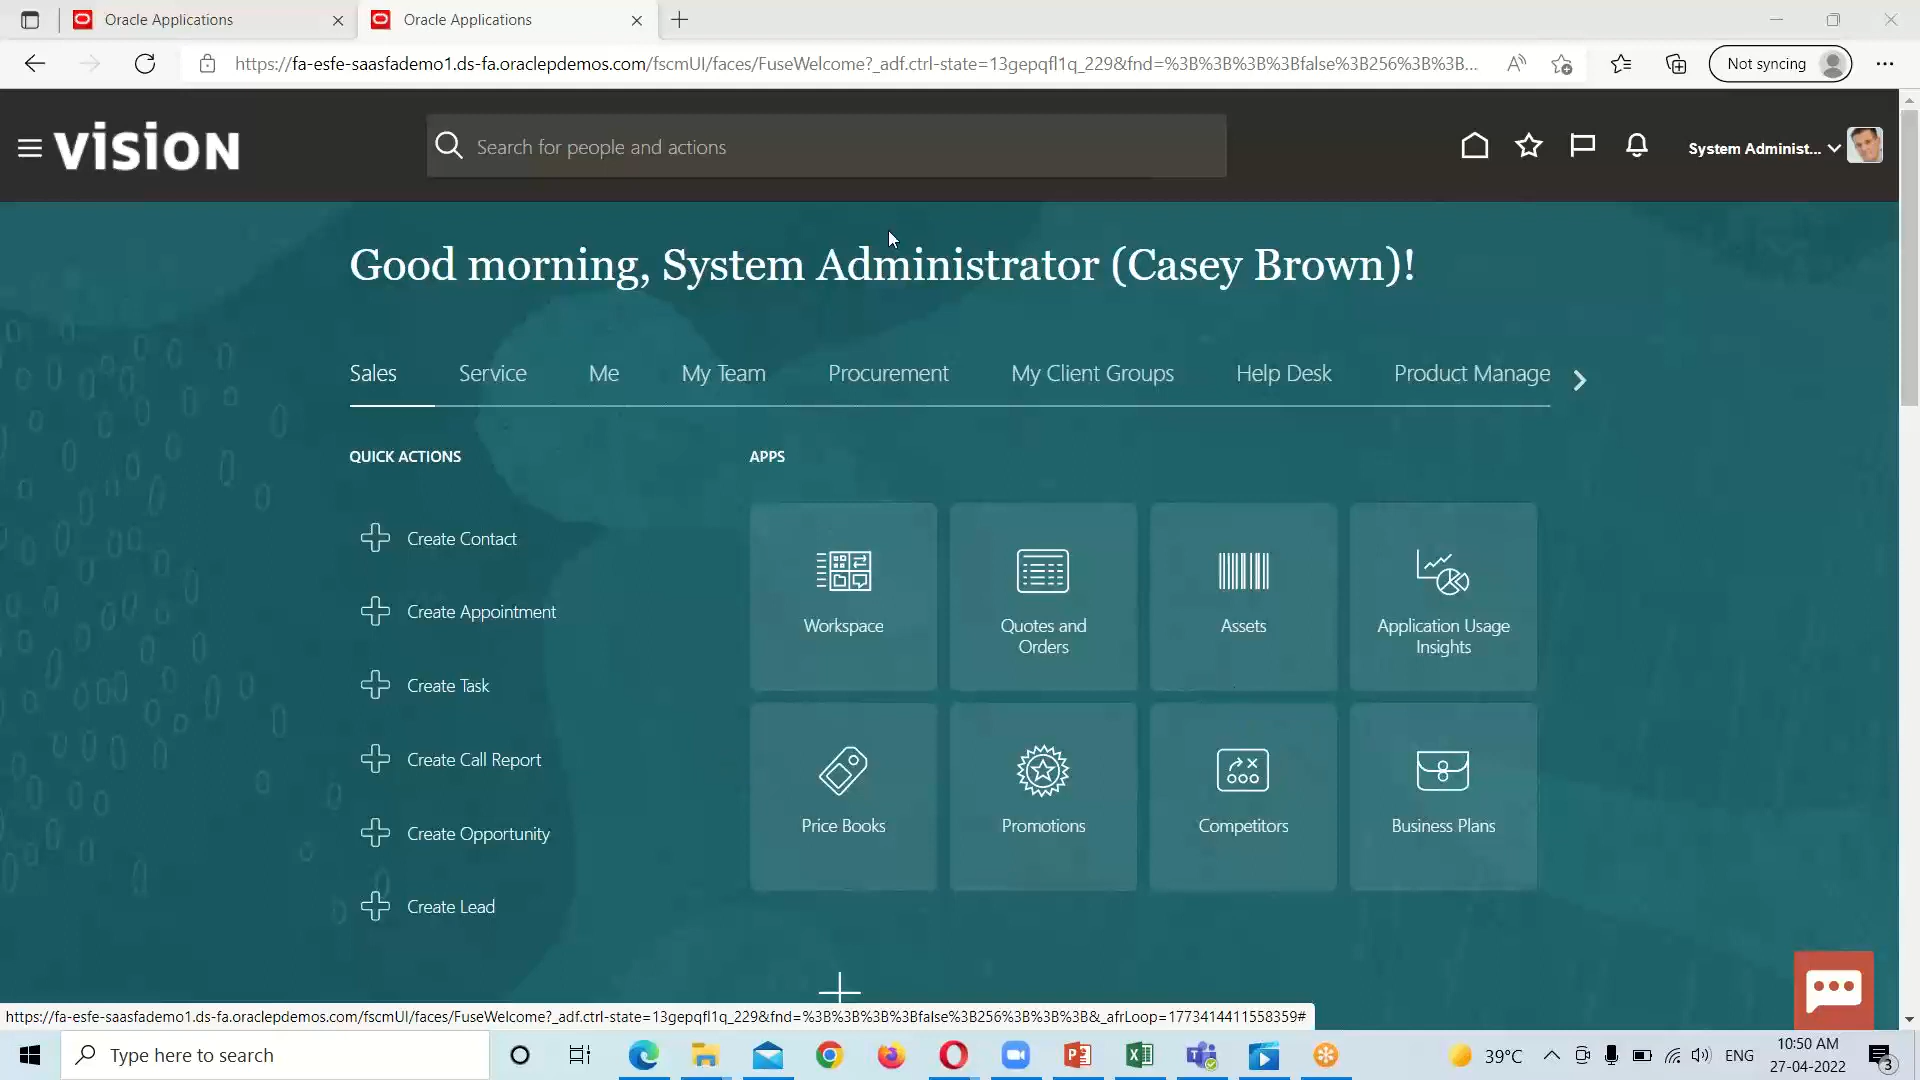 Oracle Applications
Oracle Applications
https://fa-esfe-saasfademo1.ds-fa.oraclepdemos.com/fscmUI/faces/FuseWelcome?_adf.ctrl-state=13gepqfl1q_229&fnd=%3B%3B%3B%3Bfalse%3B256%3B%3B...
Not syncing
vision
Search for people and actions
System Administ...
Good morning, System Administrator (Casey Brown)!
Sales
Service
Me
My Team
Procurement
My Client Groups
Help Desk
Product Manage
QUICK ACTIONS
APPS
Create Contact
Create Appointment
Create Task
Create Call Report
Create Opportunity
Create Lead
Workspace
Quotes and
Orders
Assets
Application Usage
Insights
Price Books
Promotions
Competitors
Business Plans
https://fa-esfe-saasfademo1.ds-fa.oraclepdemos.com/fscmUI/faces/FuseWelcome?_adf.ctrl-state=13gepqfl1q_229&fnd=%3B%3B%3B%3Bfalse%3B256%3B%3B%3B&_afrLoop=1773414411558359#
Type here to search
39°C
ENG
10:50 AM
27-04-2022
3